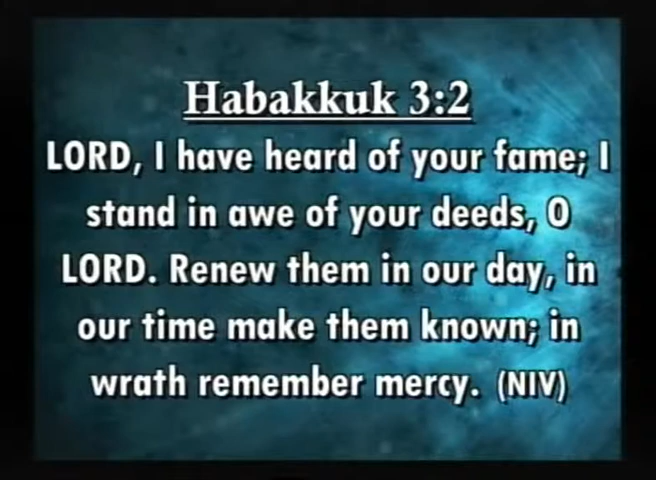 Habakkuk 3:2
LORD, I have heard of your fame; I
stand in awe of your deeds, O
LORD. Renew them in our day, in
our time make them known; in
wrath remember mercy. (NIV)